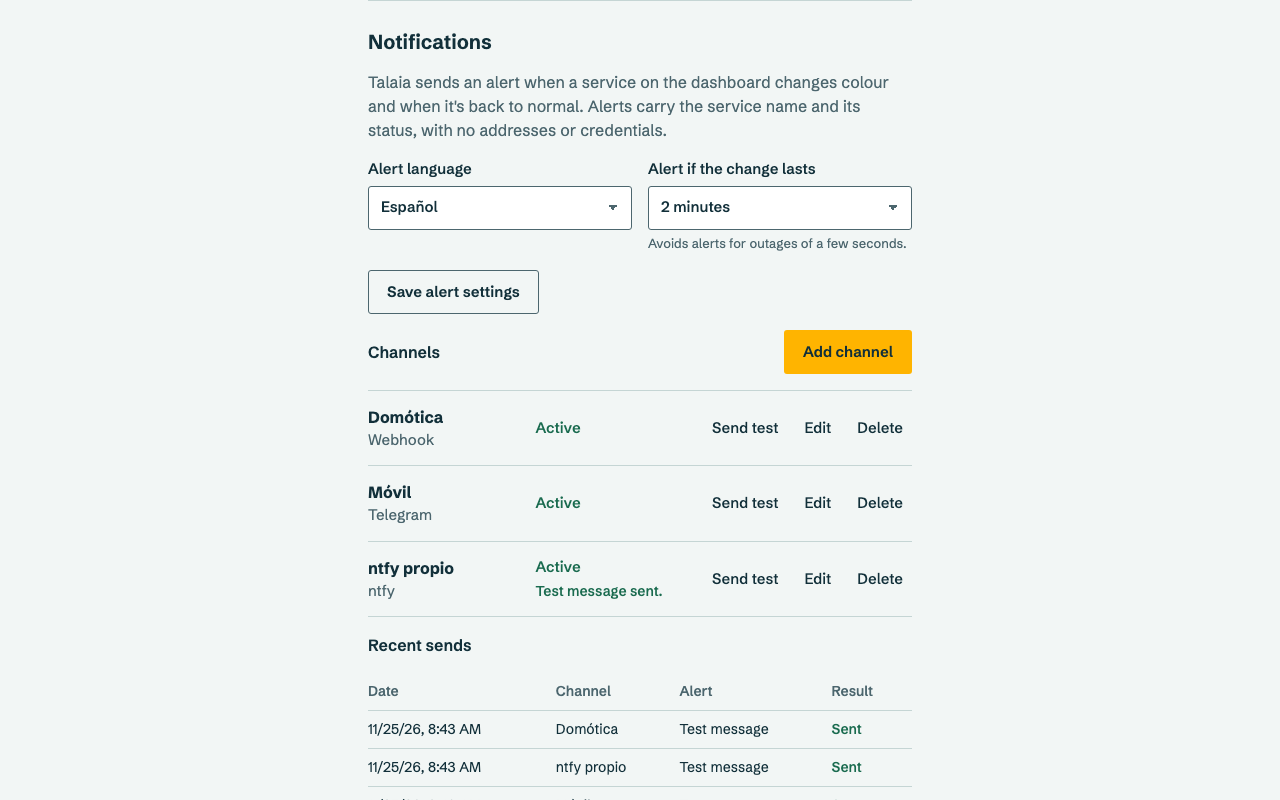 Notifications
Talaia sends an alert when a service on the dashboard changes colour
and when it's back to normal. Alerts carry the service name and its
status, with no addresses or credentials.
Alert language
Alert if the change lasts
Español
2 minutes
Avoids alerts for outages of a few seconds.
Save alert settings
Channels
Add channel
Domótica
Webhook
Active
Send test
Edit
Delete
Móvil
Telegram
Active
Send test
Edit
Delete
ntfy propio
ntfy
Active
Test message sent.
Send test
Edit
Delete
Recent sends
Date Channel Alert Result
11/25/26, 8:43 AM Domótica Test message Sent
11/25/26, 8:43 AM ntfy propio Test message Sent